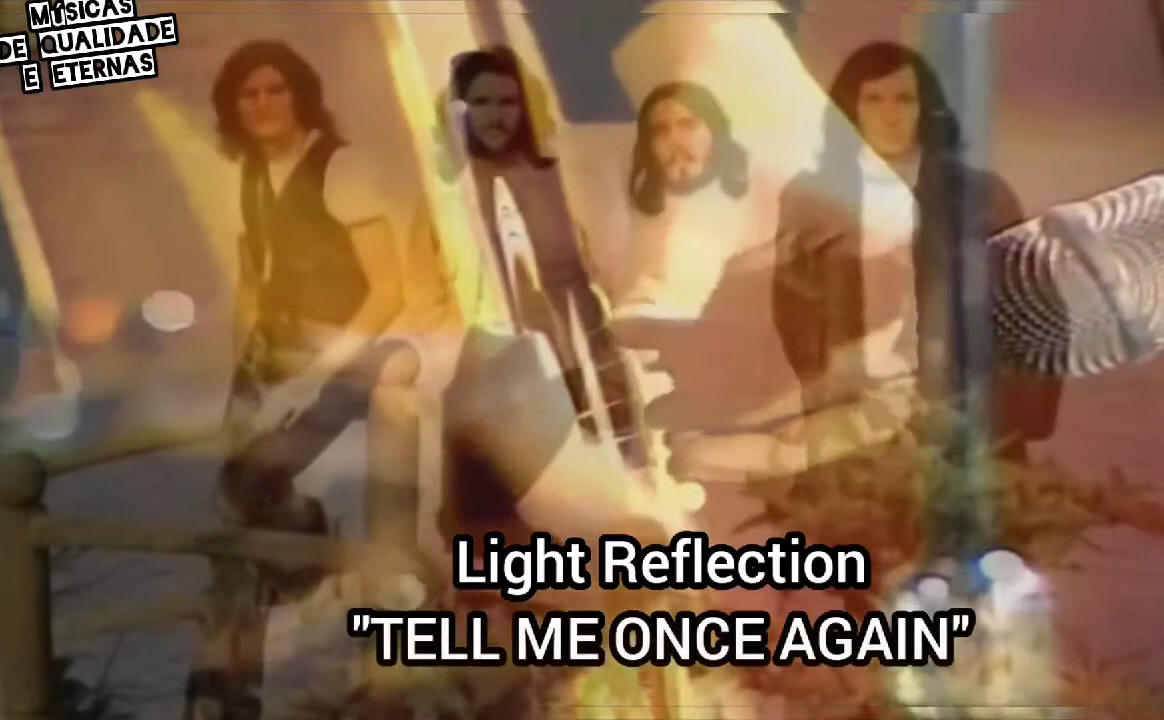 MÚSICAS
DE QUALIDADE
E ETERNAS
Light Reflection
"TELL ME ONCE AGAIN"